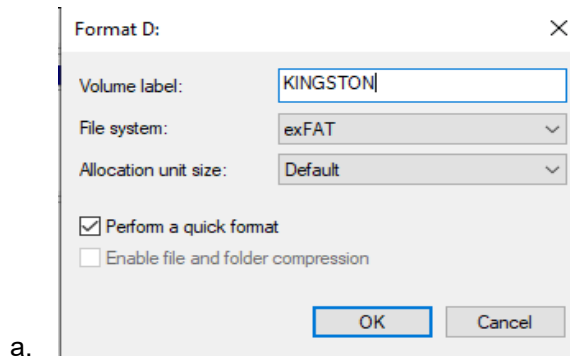 Format D:
Volume label: KINGSTON
File system: exFAT
Allocation unit size: Default
Perform a quick format
Enable file and folder compression
OK Cancel
a.